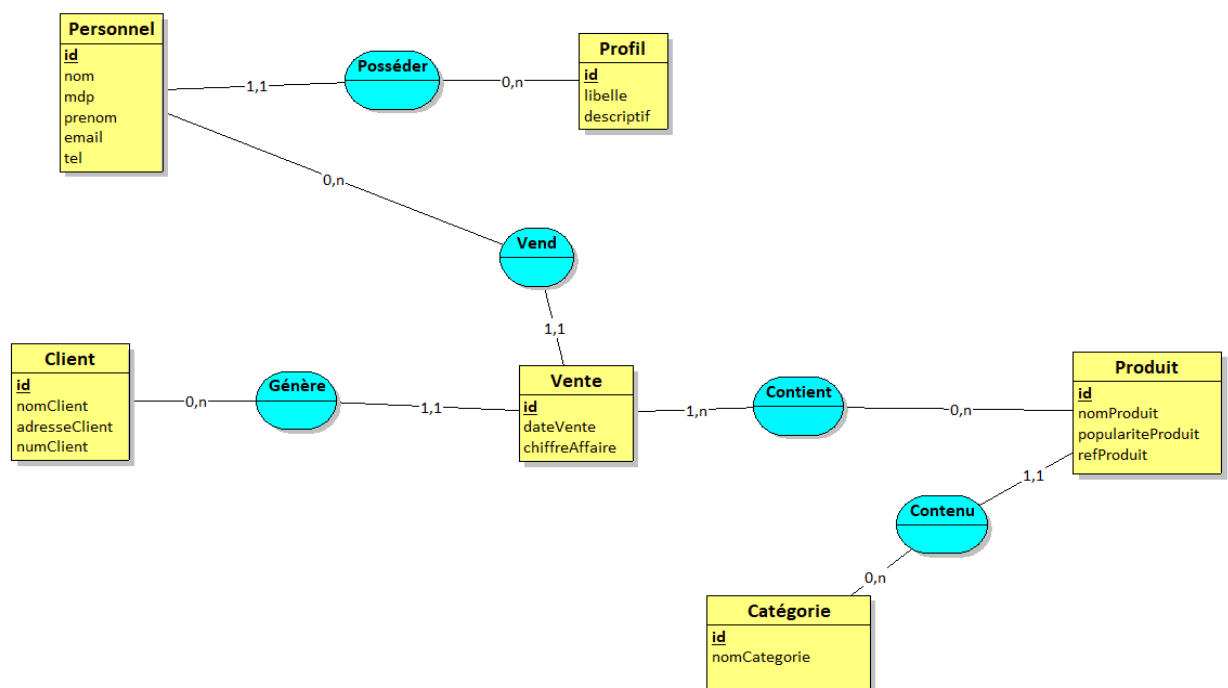 Personnel
id
nom
mdp
prenom
email
tel
1,1
Posséder
0,n
Profil
id
libelle
descriptif
0,n
Vend
1,1
Client
id
nomClient
adresseClient
numClient
0,n
Génère
1,1
Vente
id
dateVente
chiffreAffaire
1,n
Contient
0,n
Produit
id
nomProduit
populariteProduit
refProduit
1,1
Contenu
0,n
Catégorie
id
nomCategorie